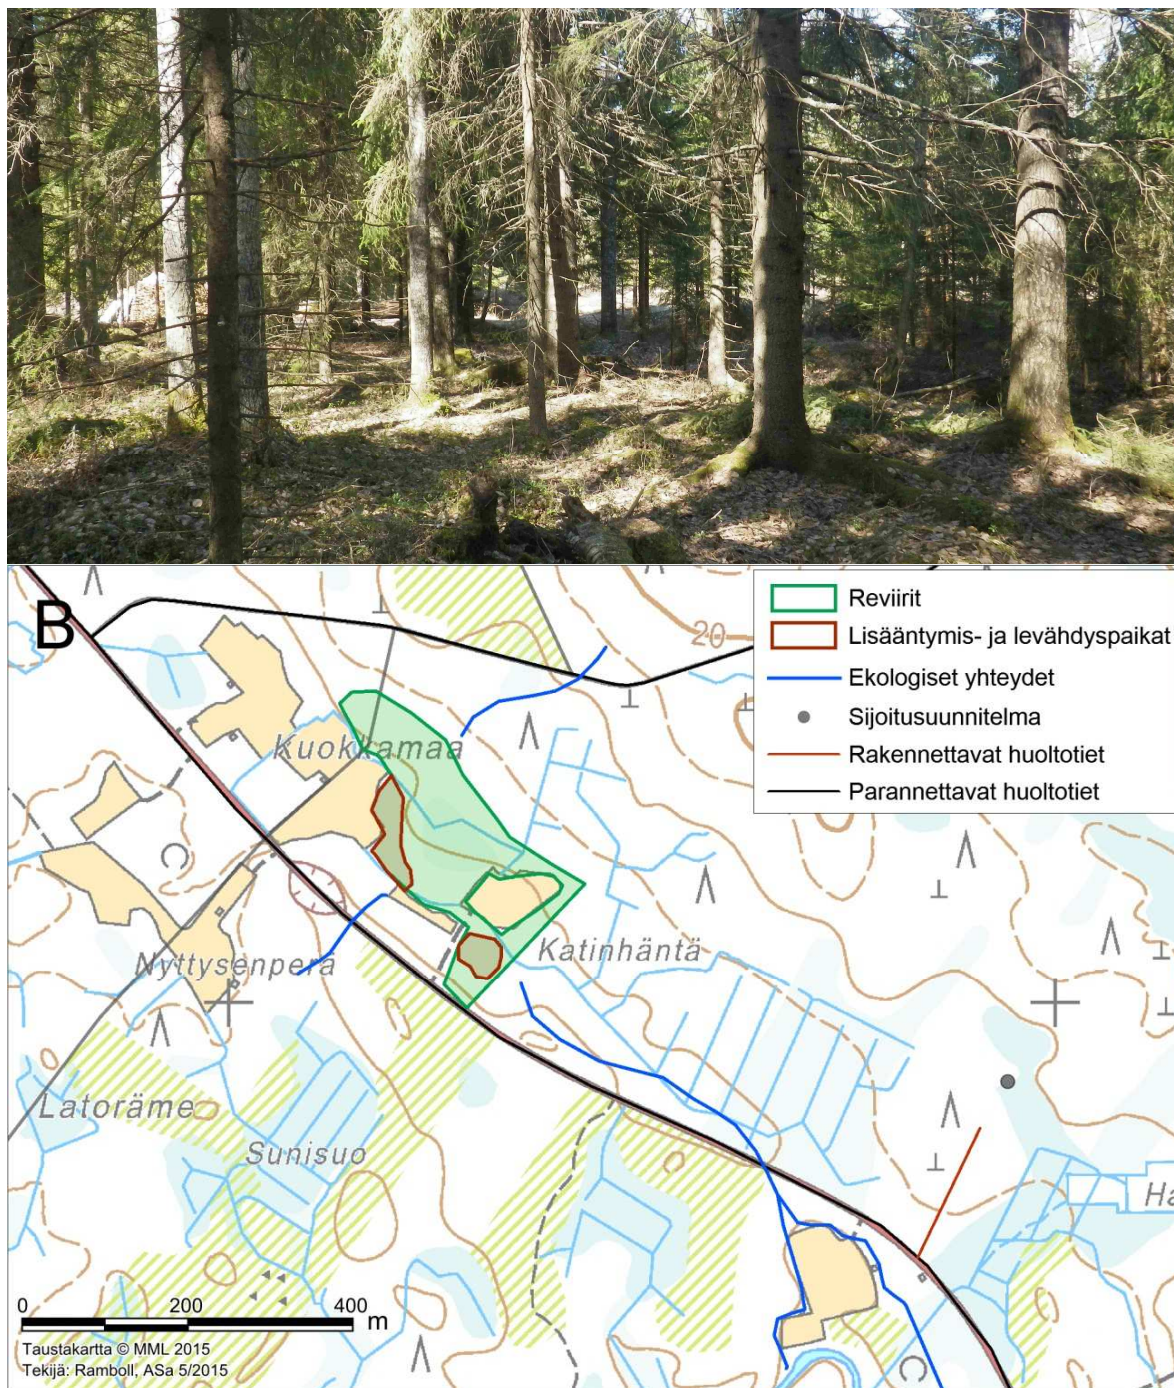 B
Reviirit
Lisääntymis- ja levähdyspaikat
Ekologiset yhteydet
Sijoitusuunnitelma
Rakennettavat huoltotiet
Parannettavat huoltotiet
20
Kuokkamaa
Katinhäntä
Nyttysenperä
Latoräme
Sunisuo
Ha
0 200 400
m
Taustakartta © MML 2015
Tekijä: Ramboll, ASa 5/2015